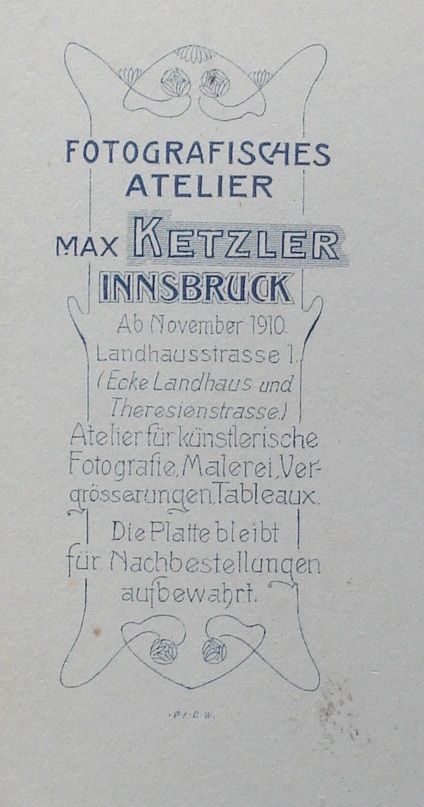 FOTOGRAFISCHES
ATELIER
MAX KETZLER
INNSBRUCK
Ab November 1910.
Landhausstrasse 1.
(Ecke Landhaus und
Theresienstrasse)
Atelier für künstlerische
Fotografie, Malerei, Ver-
grösserungen, Tableaux.
Die Platte bleibt
für Nachbestellungen
aufbewahrt.